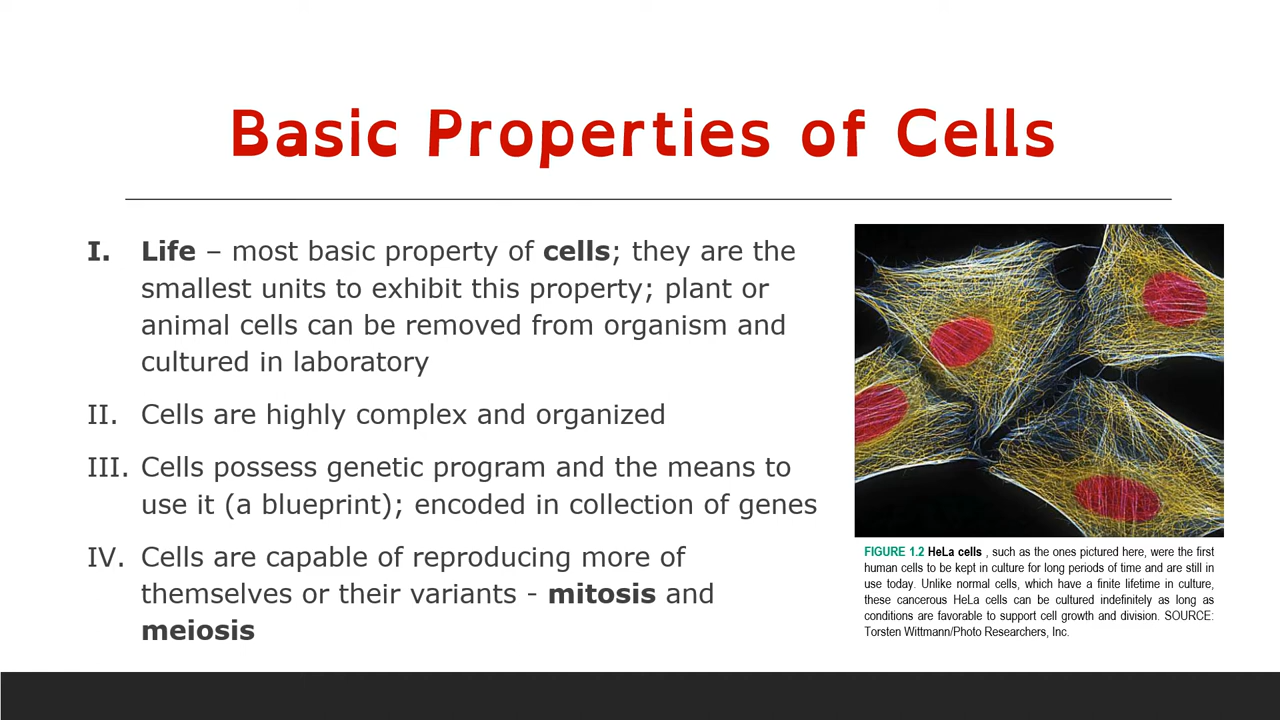 Basic Properties of Cells
I. Life – most basic property of cells; they are the
smallest units to exhibit this property; plant or
animal cells can be removed from organism and
cultured in laboratory
II. Cells are highly complex and organized
III. Cells possess genetic program and the means to
use it (a blueprint); encoded in collection of genes
IV. Cells are capable of reproducing more of
themselves or their variants - mitosis and
meiosis
FIGURE 1.2 HeLa cells , such as the ones pictured here, were the first
human cells to be kept in culture for long periods of time and are still in
use today. Unlike normal cells, which have a finite lifetime in culture,
these cancerous HeLa cells can be cultured indefinitely as long as
conditions are favorable to support cell growth and division. SOURCE:
Torsten Wittmann/Photo Researchers, Inc.